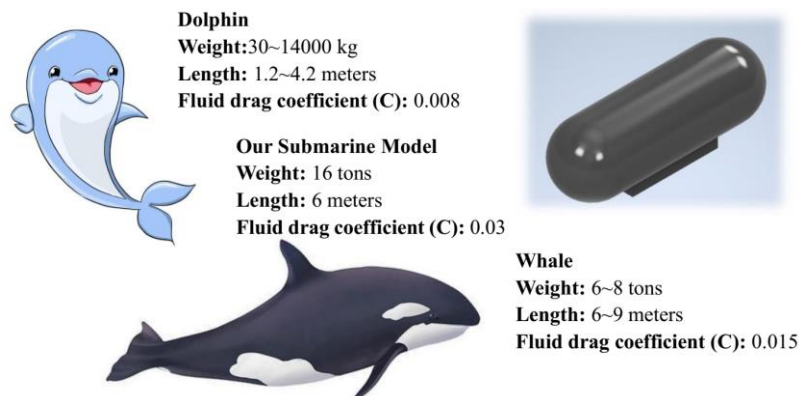 Dolphin
Weight:30~14000 kg
Length: 1.2~4.2 meters
Fluid drag coefficient (C): 0.008
Our Submarine Model
Weight: 16 tons
Length: 6 meters
Fluid drag coefficient (C): 0.03
Whale
Weight: 6~8 tons
Length: 6~9 meters
Fluid drag coefficient (C): 0.015